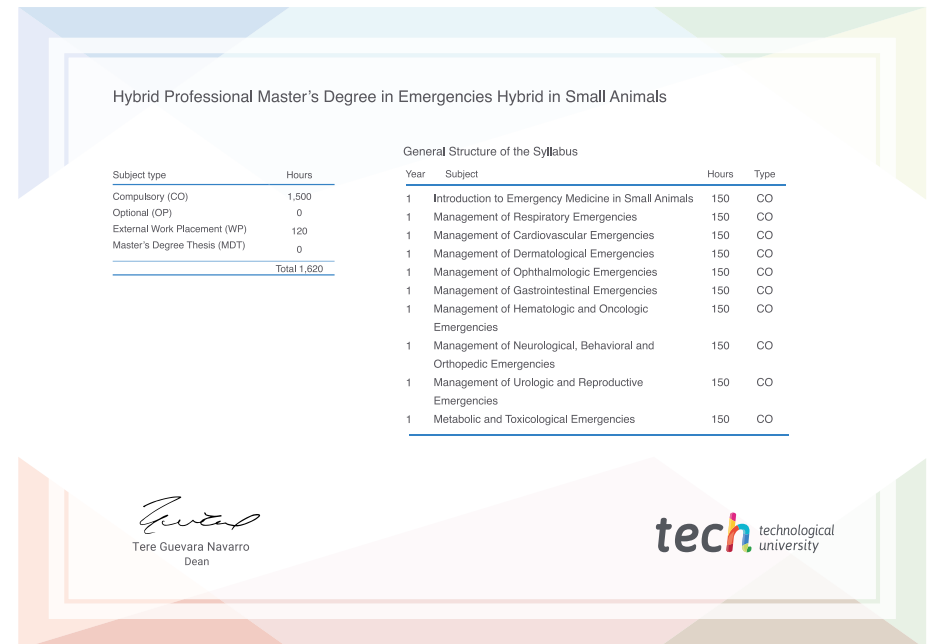 Hybrid Professional Master's Degree in Emergencies Hybrid in Small Animals
Subject type Hours
Compulsory (CO) 1,500
Optional (OP) 0
External Work Placement (WP) 120
Master's Degree Thesis (MDT) 0
Total 1,620
General Structure of the Syllabus
Year Subject Hours Type
1 Introduction to Emergency Medicine in Small Animals 150 CO
1 Management of Respiratory Emergencies 150 CO
1 Management of Cardiovascular Emergencies 150 CO
1 Management of Dermatological Emergencies 150 CO
1 Management of Ophthalmologic Emergencies 150 CO
1 Management of Gastrointestinal Emergencies 150 CO
1 Management of Hematologic and Oncologic 150 CO
Emergencies
1 Management of Neurological, Behavioral and 150 CO
Orthopedic Emergencies
1 Management of Urologic and Reproductive 150 CO
Emergencies
1 Metabolic and Toxicological Emergencies 150 CO
Tere Guevara Navarro
Dean
tech technological
university